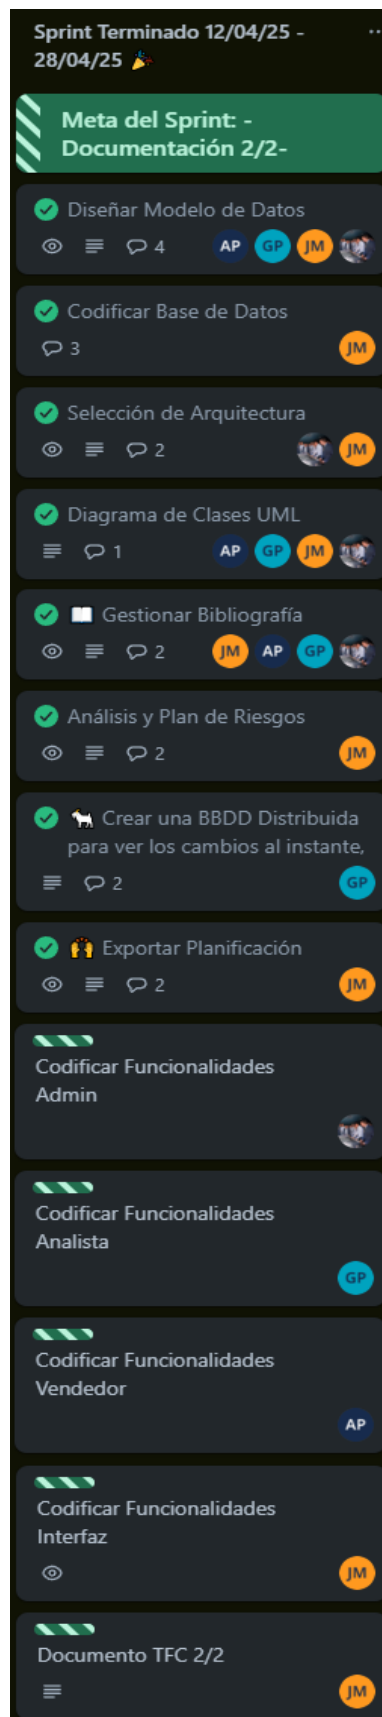 Sprint Terminado 12/04/25 -
28/04/25 🎉
Meta del Sprint: -
Documentación 2/2-
Diseñar Modelo de Datos
4 AP GP JM
Codificar Base de Datos
3 JM
Selección de Arquitectura
2 JM
Diagrama de Clases UML
1 AP GP JM
📖 Gestionar Bibliografía
2 JM AP GP
Análisis y Plan de Riesgos
2 JM
🐐 Crear una BBDD Distribuida
para ver los cambios al instante,
2 GP
🙌 Exportar Planificación
2 JM
Codificar Funcionalidades
Admin
Codificar Funcionalidades
Analista
GP
Codificar Funcionalidades
Vendedor
AP
Codificar Funcionalidades
Interfaz
JM
Documento TFC 2/2
JM